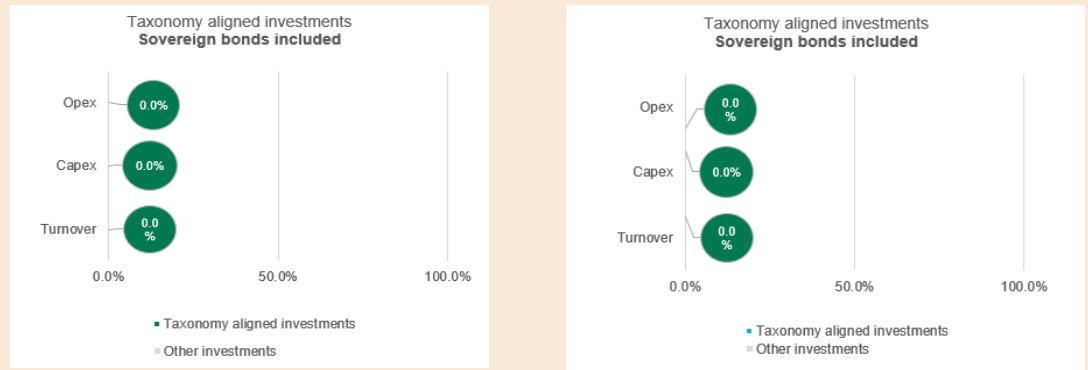 Taxonomy aligned investments
Sovereign bonds included
Opex
0.0%
Capex
0.0%
Turnover
0.0
%
0.0%
50.0%
100.0%
Taxonomy aligned investments
Other investments
Taxonomy aligned investments
Sovereign bonds included
Opex
0.0
%
Capex
0.0%
Turnover
0.0
%
0.0%
50.0%
100.0%
Taxonomy aligned investments
Other investments